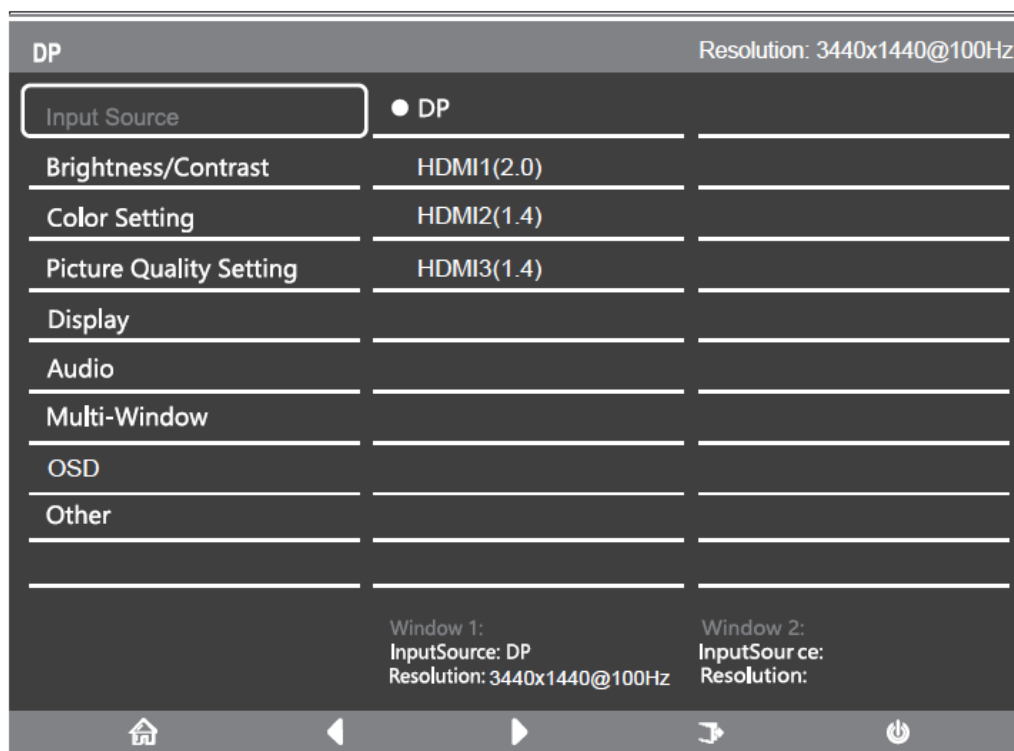 DP
Resolution: 3440x1440@100Hz
Input Source
DP
Brightness/Contrast
HDMI1(2.0)
Color Setting
HDMI2(1.4)
Picture Quality Setting
HDMI3(1.4)
Display
Audio
Multi-Window
OSD
Other
Window 1:
InputSource: DP
Resolution: 3440x1440@100Hz
Window 2:
InputSour ce:
Resolution: